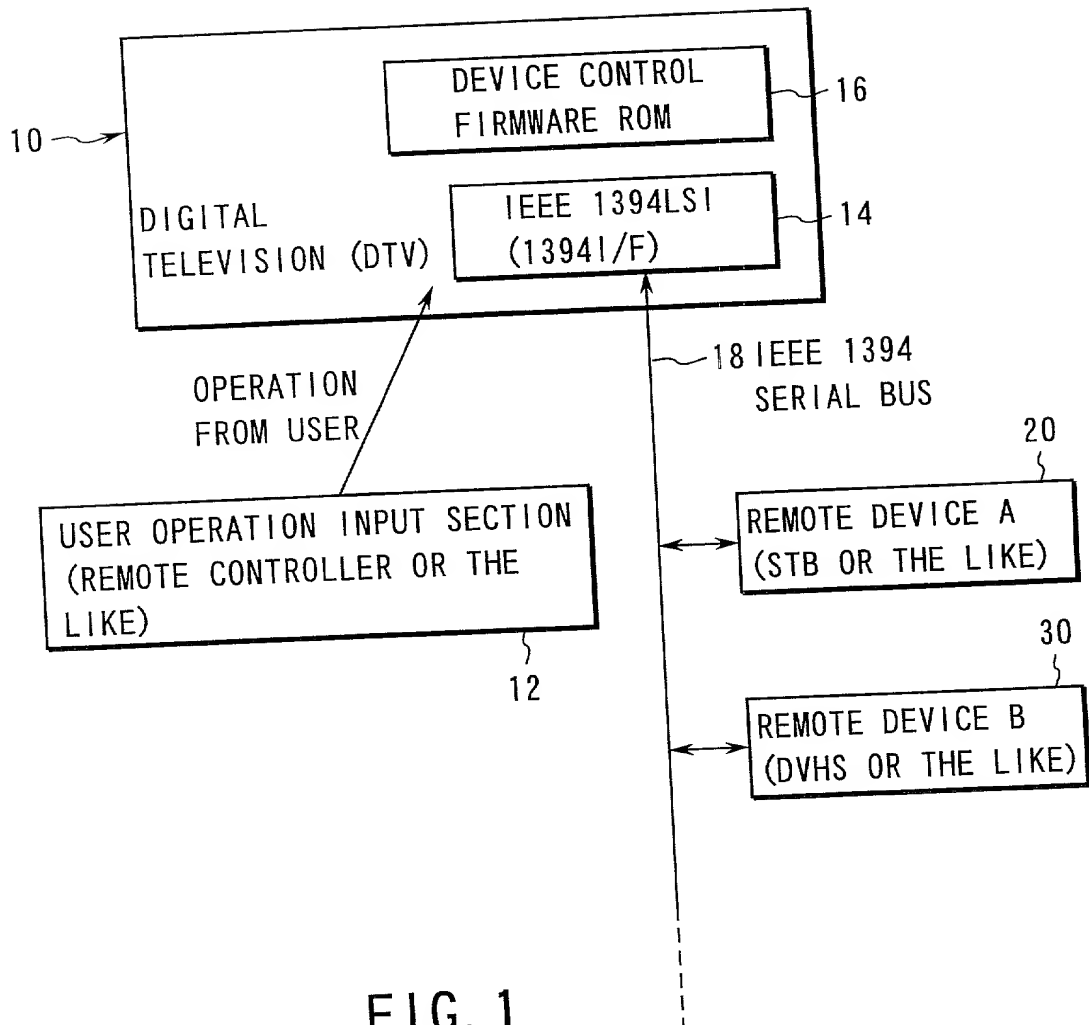 DEVICE CONTROL
FIRMWARE ROM
16
10
IEEE 1394LSI
(1394I/F)
14
DIGITAL
TELEVISION (DTV)
18 IEEE 1394
SERIAL BUS
OPERATION
FROM USER
20
USER OPERATION INPUT SECTION
(REMOTE CONTROLLER OR THE
LIKE)
12
REMOTE DEVICE A
(STB OR THE LIKE)
30
REMOTE DEVICE B
(DVHS OR THE LIKE)
FIG. 1